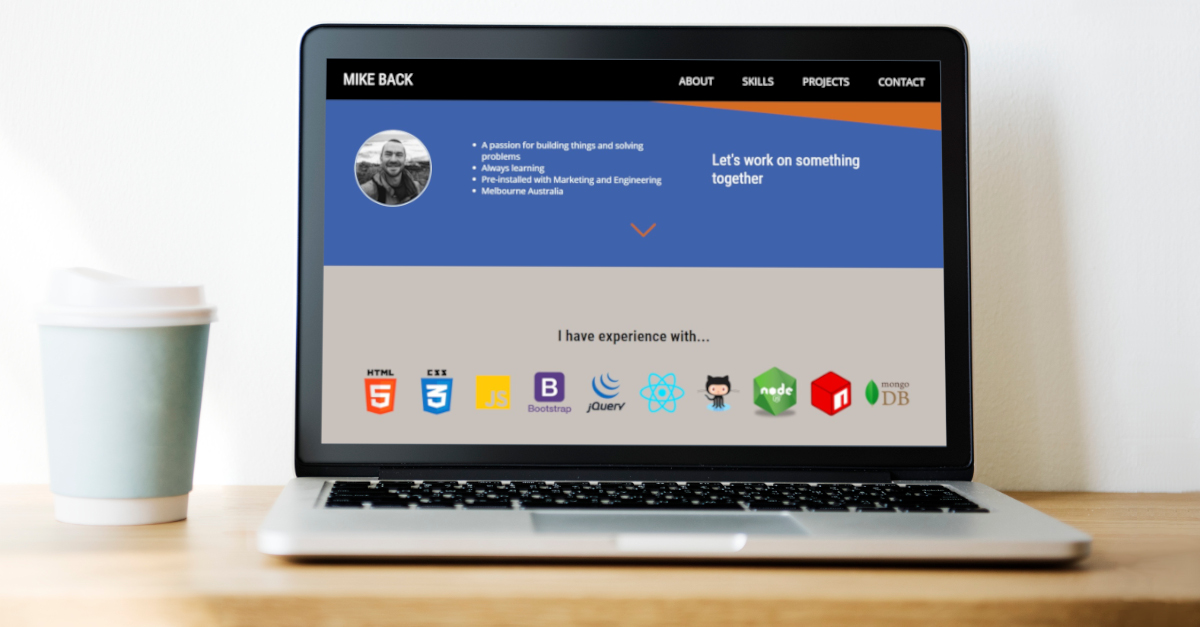 MIKE BACK
ABOUT SKILLS PROJECTS CONTACT
A passion for building things and solving
problems
Always learning
Pre-installed with Marketing and Engineering
Melbourne Australia
Let's work on something
together
I have experience with...
HTML
5
CSS
3
JS
B
Bootstrap
jQuery
node
JS
n
mongo
DB